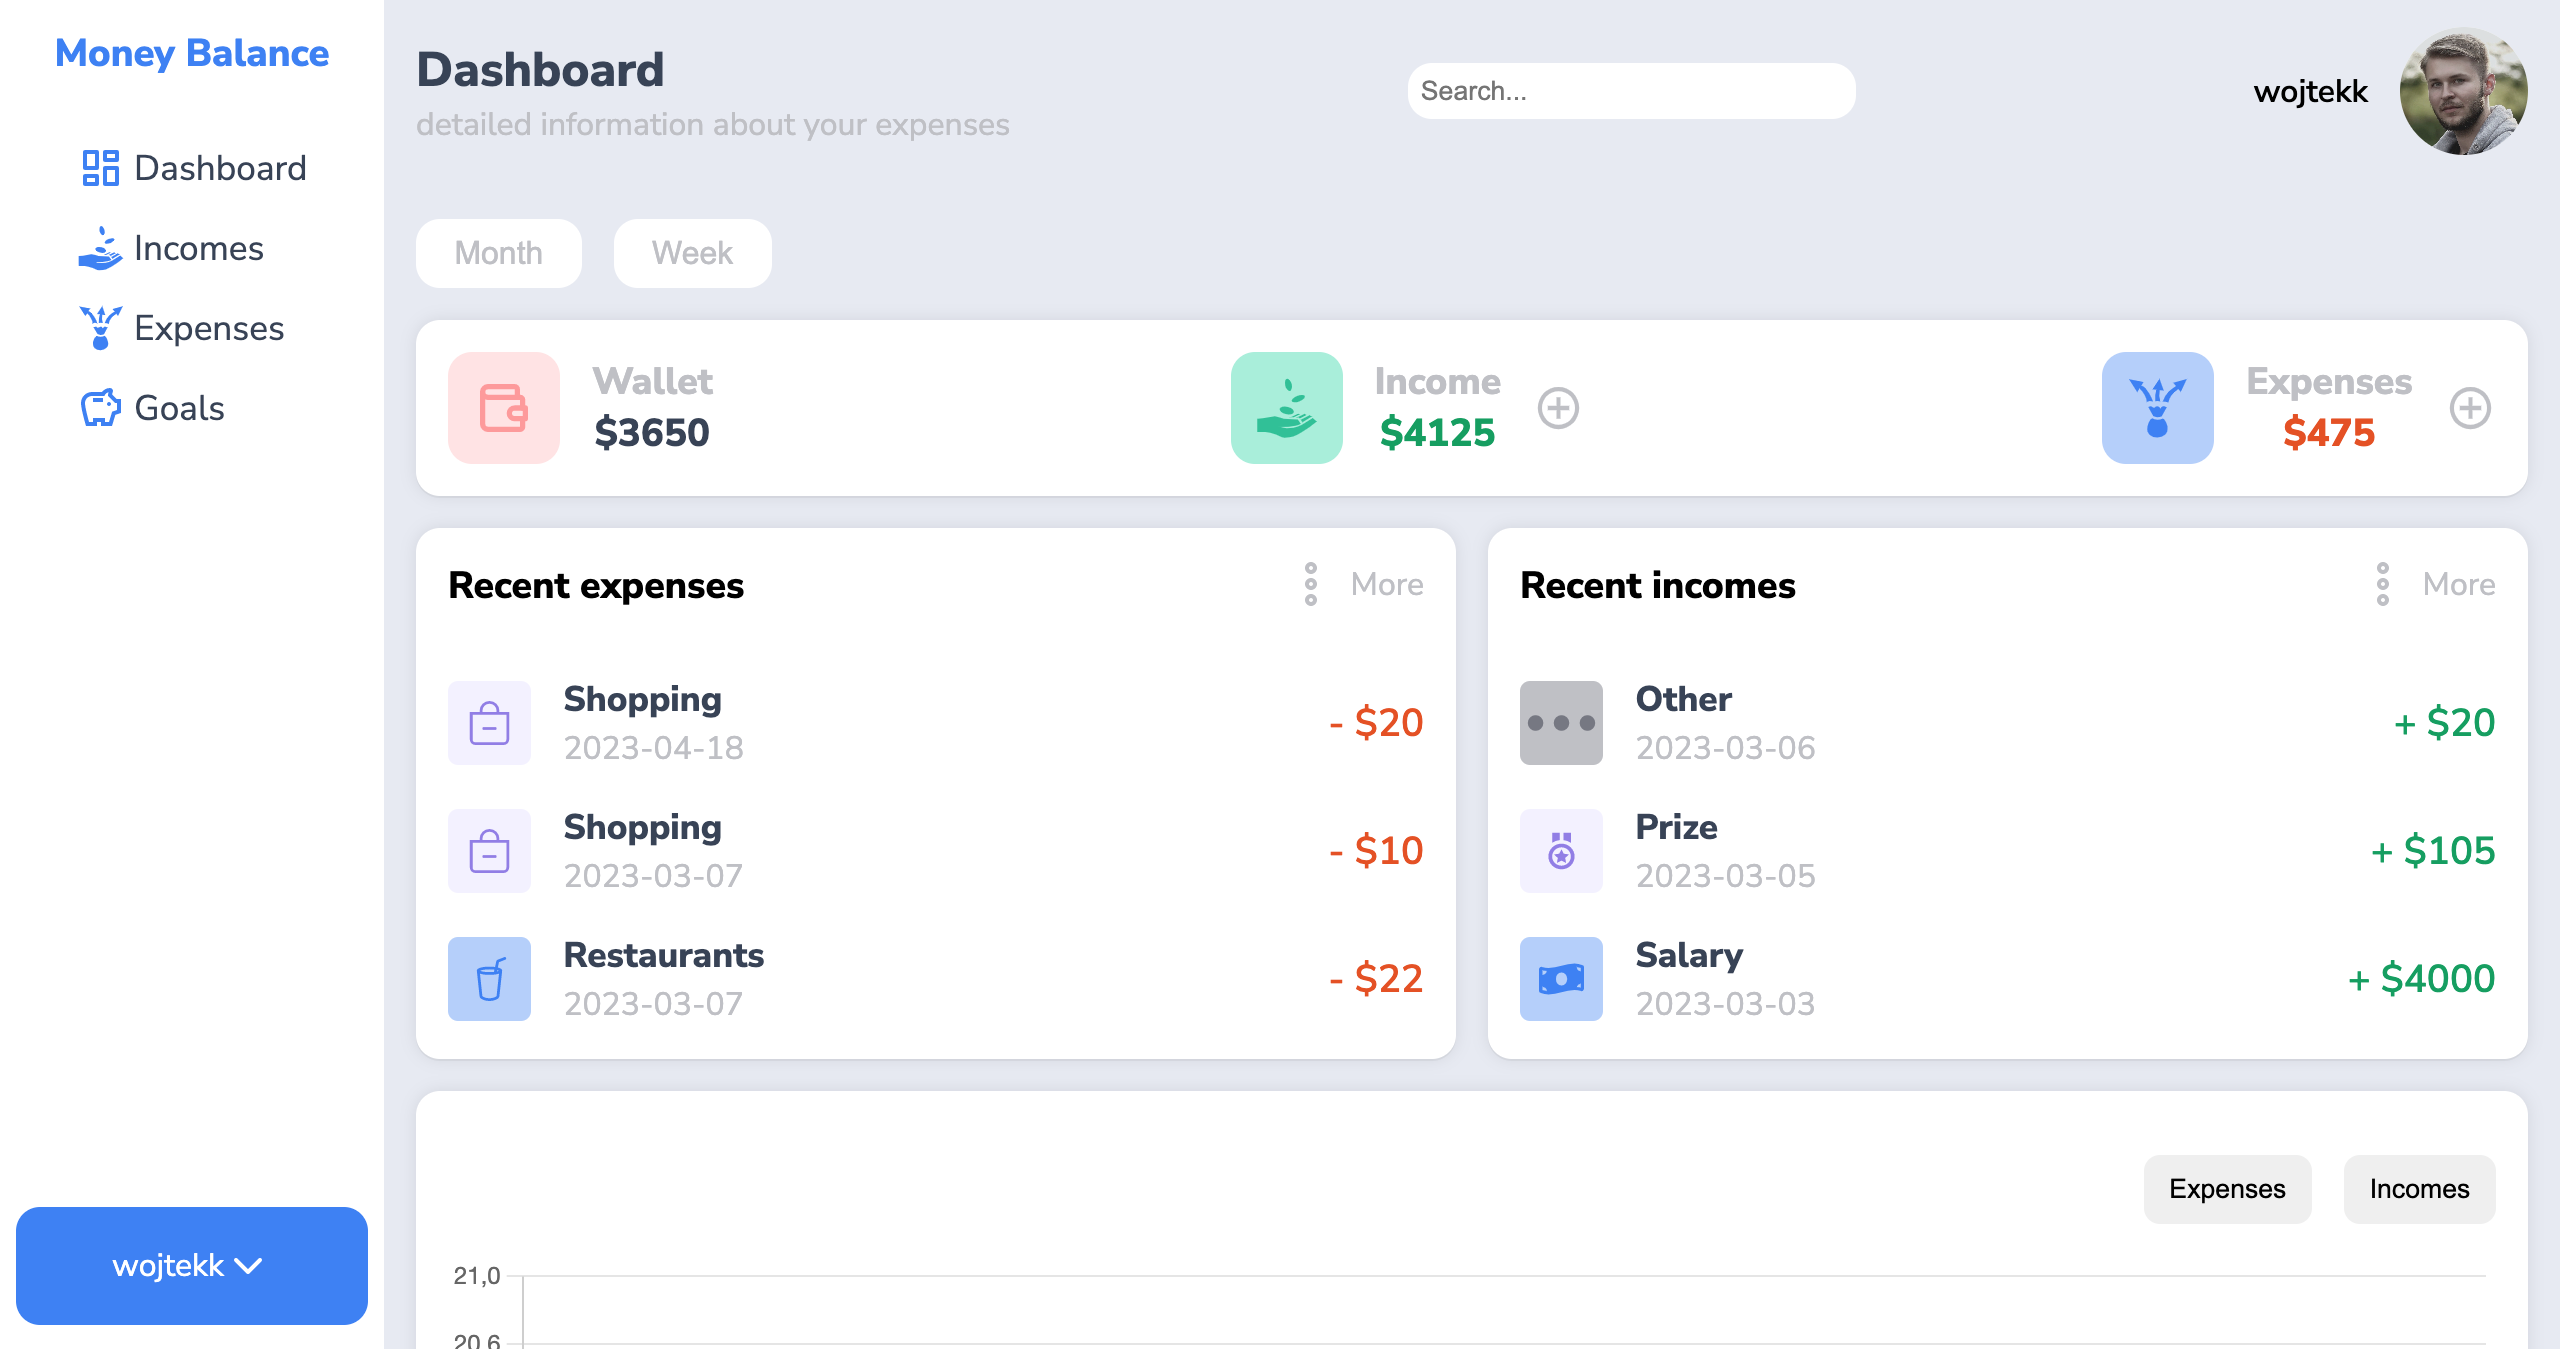 Money Balance
Dashboard
Incomes
Expenses
Goals
wojtekk
Dashboard
detailed information about your expenses
Search...
wojtekk
Month
Week
Wallet
$3650
Income
$4125
Expenses
$475
Recent expenses
More
Shopping
2023-04-18
- $20
Shopping
2023-03-07
- $10
Restaurants
2023-03-07
- $22
Recent incomes
More
Other
2023-03-06
+ $20
Prize
2023-03-05
+ $105
Salary
2023-03-03
+ $4000
Expenses
Incomes
21,0
20,6